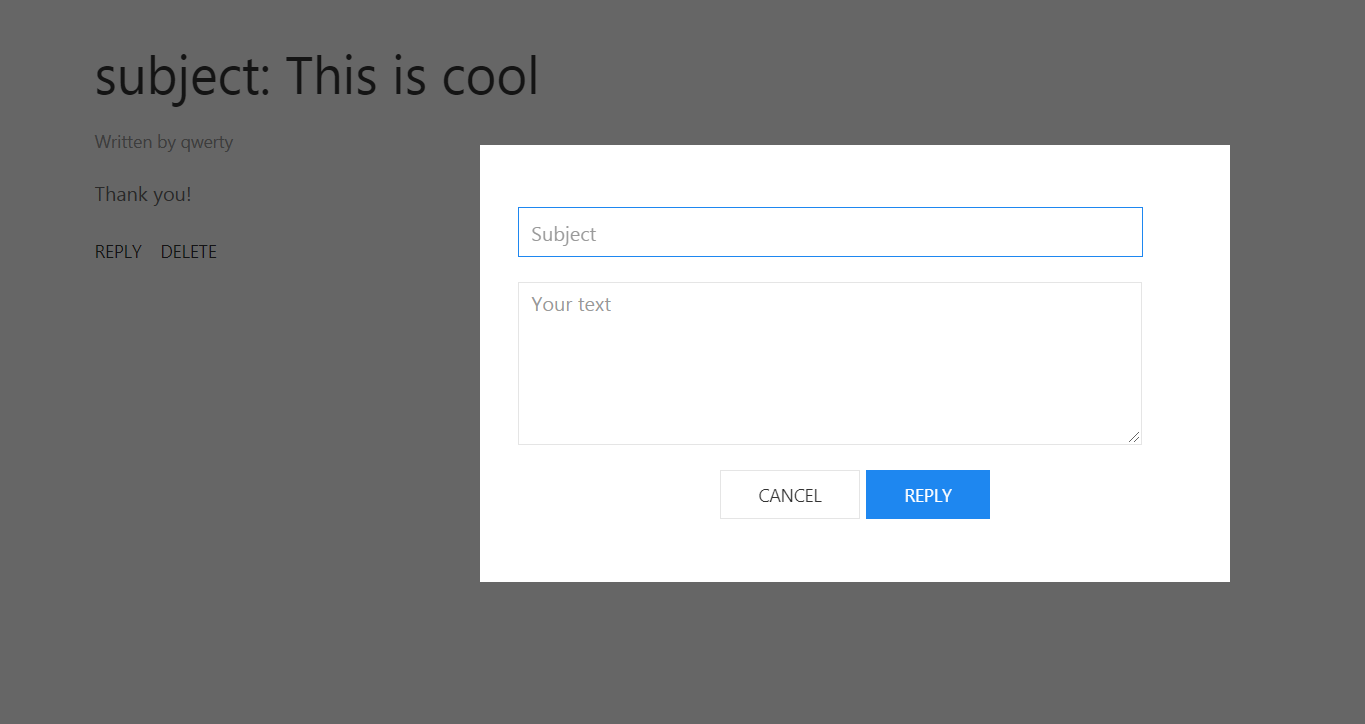 subject: This is cool
Written by qwerty
Thank you!
REPLY DELETE
Subject
Your text
CANCEL REPLY